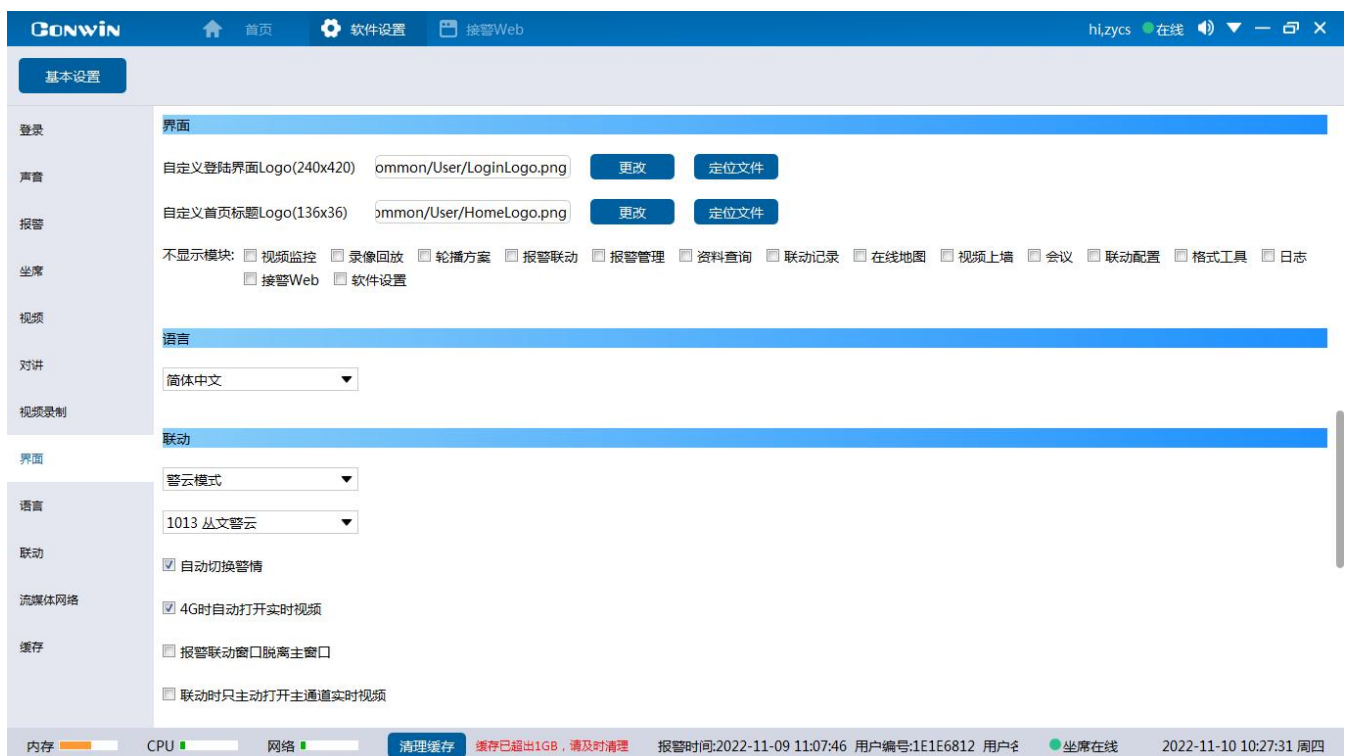 CONWIN 首页 软件设置 接警Web hi,zycs 在线
基本设置
登录
声音
报警
坐席
视频
对讲
视频录制
界面
语言
联动
流媒体网络
缓存
界面
自定义登陆界面Logo(240x420) ommon/User/LoginLogo.png 更改 定位文件
自定义首页标题Logo(136x36) ommon/User/HomeLogo.png 更改 定位文件
不显示模块: 视频监控 录像回放 轮播方案 报警联动 报警管理 资料查询 联动记录 在线地图 视频上墙 会议 联动配置 格式工具 日志
接警Web 软件设置
语言
简体中文
联动
警云模式
1013 丛文警云
自动切换警情
4G时自动打开实时视频
报警联动窗口脱离主窗口
联动时只主动打开主通道实时视频
内存 CPU 网络 清理缓存 缓存已超出1GB，请及时清理 报警时间:2022-11-09 11:07:46 用户编号:1E1E6812 用户 坐席在线 2022-11-10 10:27:31 周四